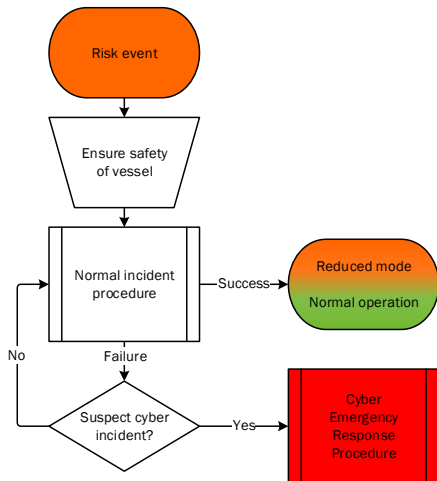 Risk event
Ensure safety
of vessel
Normal incident
procedure
Success
Reduced mode
Normal operation
No
Failure
Suspect cyber
incident?
Yes
Cyber
Emergency
Response
Procedure